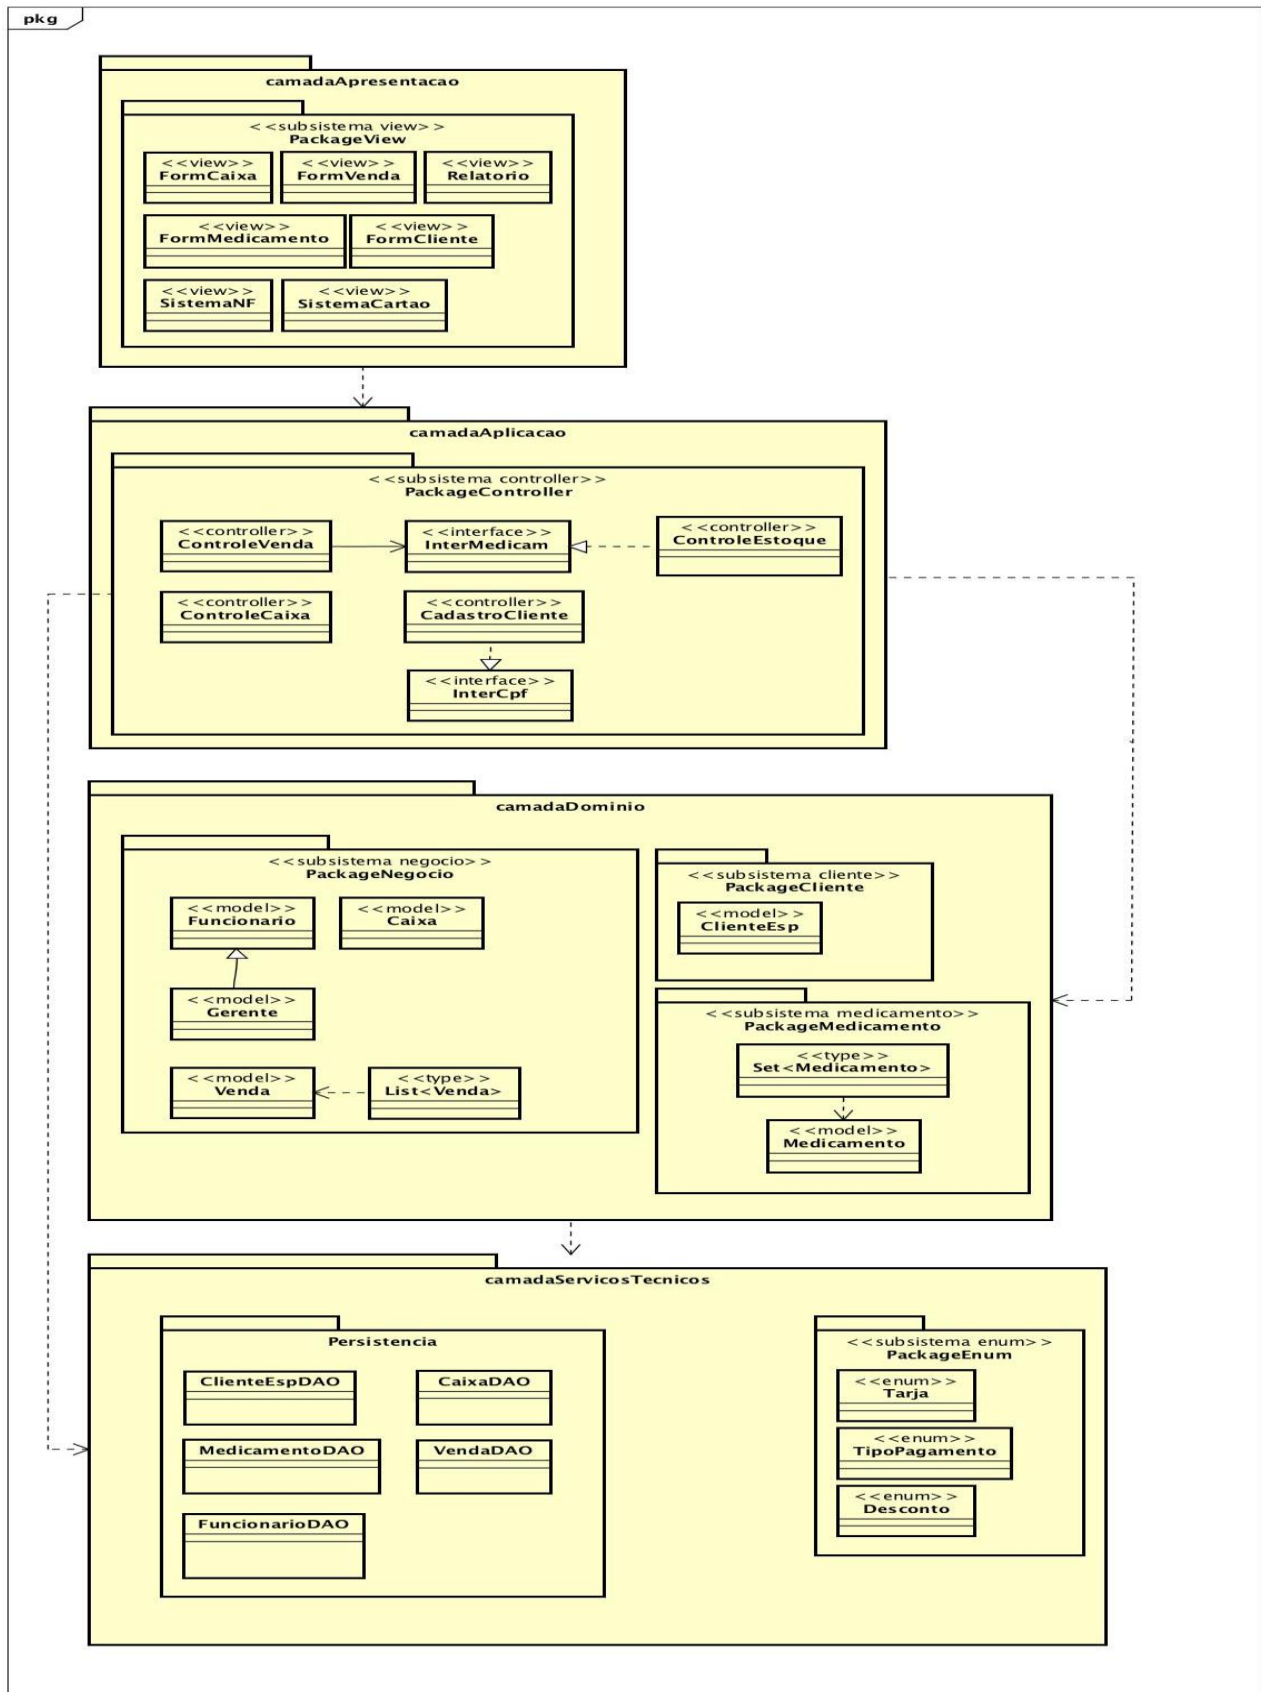 pkg
camadaApresentacao
<<subsistema view>>
PackageView
<<view>>
FormCaixa
<<view>>
FormVenda
<<view>>
Relatorio
<<view>>
FormMedicamento
<<view>>
FormCliente
<<view>>
SistemaNF
<<view>>
SistemaCartao
camadaAplicacao
<<subsistema controller>>
PackageController
<<controller>>
ControleVenda
<<interface>>
InterMedicam
<<controller>>
ControleEstoque
<<controller>>
ControleCaixa
<<controller>>
CadastroCliente
<<interface>>
InterCpf
camadaDominio
<<subsistema negocio>>
PackageNegocio
<<model>>
Funcionario
<<model>>
Caixa
<<model>>
Gerente
<<model>>
Venda
<<type>>
List<Venda>
<<subsistema cliente>>
PackageCliente
<<model>>
ClienteEsp
<<subsistema medicamento>>
PackageMedicamento
<<type>>
Set<Medicamento>
<<model>>
Medicamento
camadaServicosTecnicos
Persistencia
ClienteEspDAO
CaixaDAO
MedicamentoDAO
VendaDAO
FuncionarioDAO
<<subsistema enum>>
PackageEnum
<<enum>>
Tarja
<<enum>>
TipoPagamento
<<enum>>
Desconto